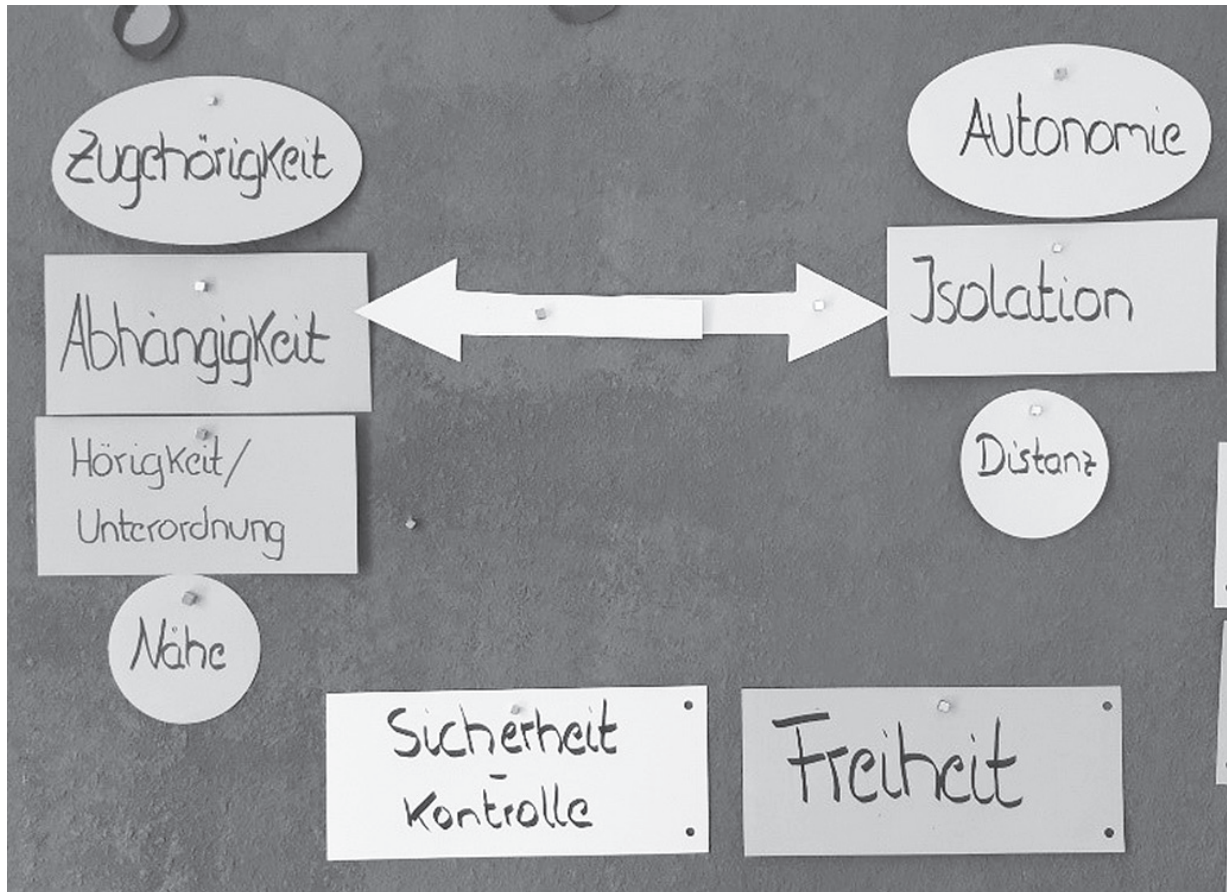 Zugehörigkeit
Abhängigkeit
Hörigkeit/
Unterordnung
Nähe
Autonomie
Isolation
Distanz
Sicherheit
-
Kontrolle
Freiheit